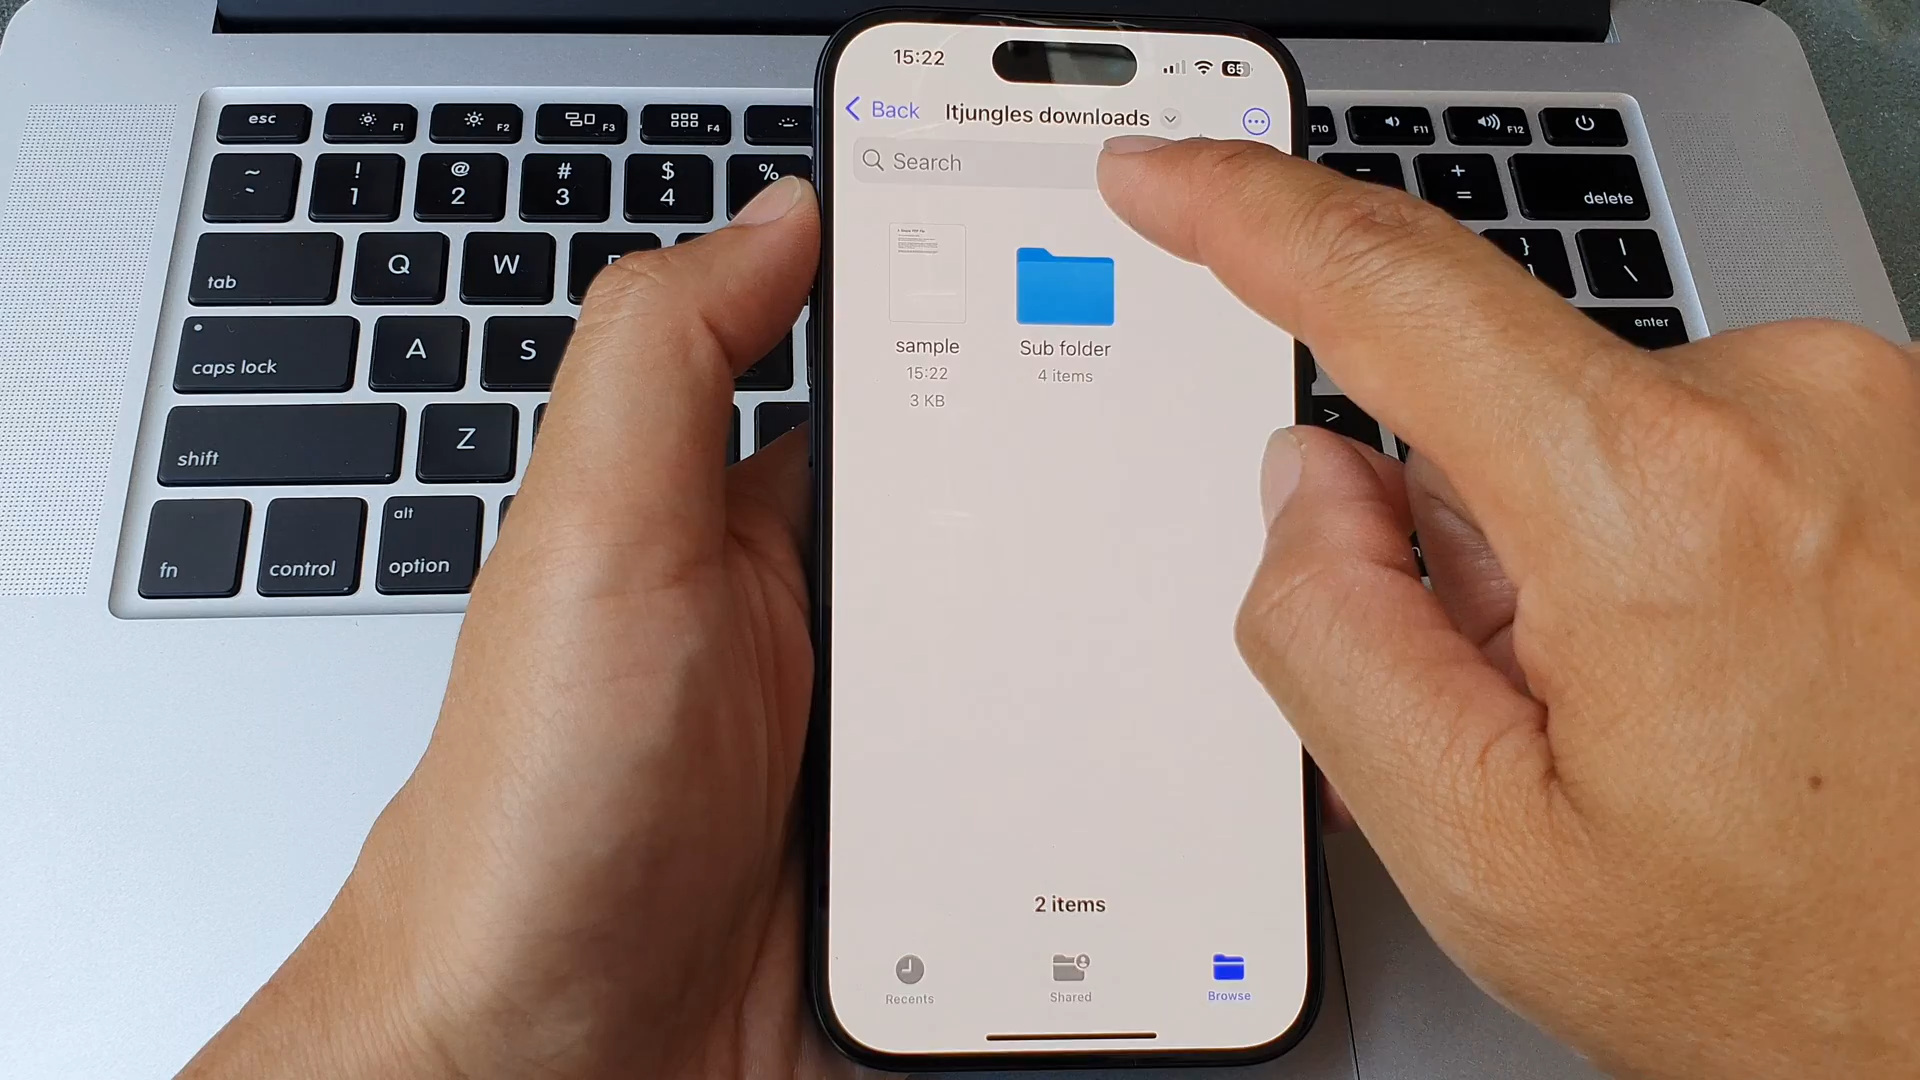 15:22
65
Back
Itjungles downloads
Search
sample
15:22
3 KB
Sub folder
4 items
2 items
Recents
Shared
Browse
esc
F1
F2
F3
F4
F10
F11
F12
~
`
!
1
@
2
#
3
$
4
%
-
+
=
delete
tab
Q
W
}
|
\
caps lock
A
S
enter
shift
Z
>
fn
control
alt
option